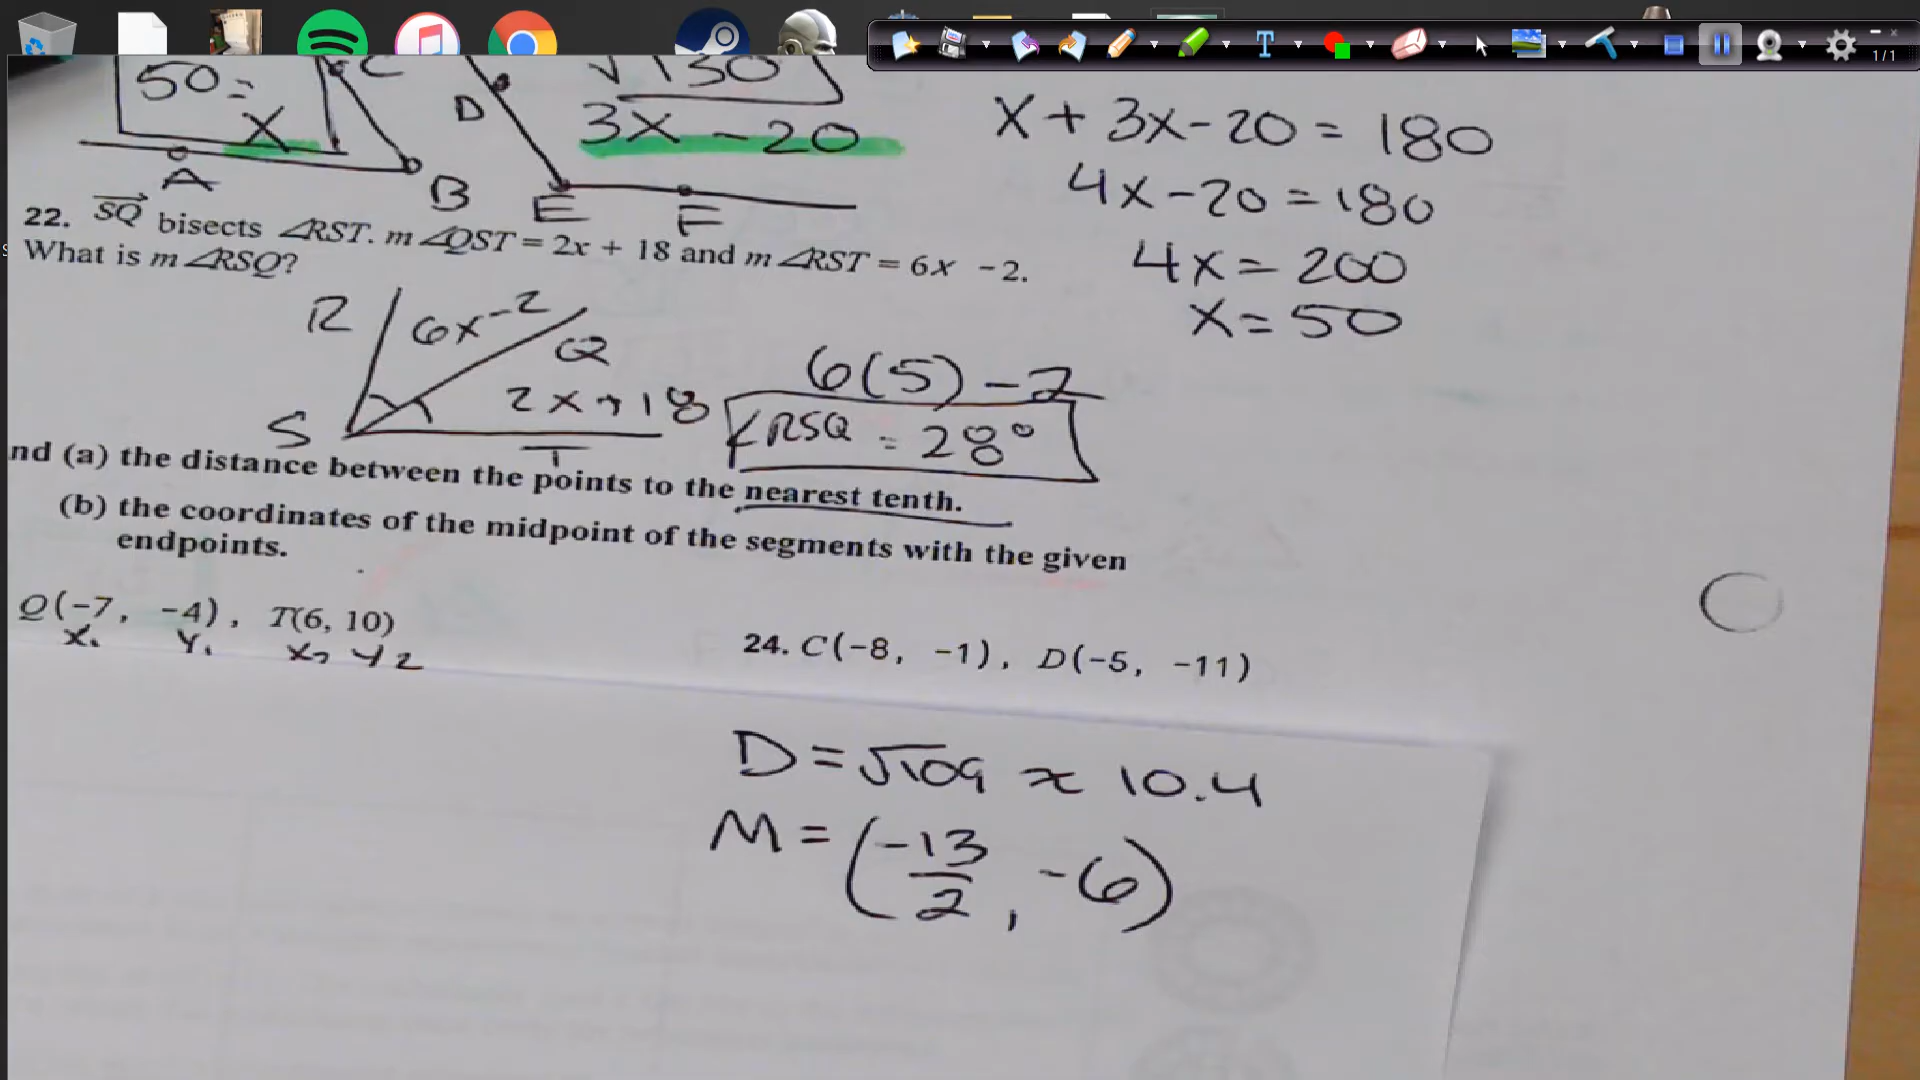 50=
x
C
A
B
D
E
F
√130
3x - 20
x + 3x - 20 = 180
4x - 20 = 180
4x = 200
x = 50
22. SQ bisects ∠RST. m∠QST = 2x + 18 and m∠RST = 6x - 2.
What is m∠RSQ?
R
6x - 2
Q
2x + 18
S
T
6(5) - 2
∠RSQ = 28°
nd (a) the distance between the points to the nearest tenth.
(b) the coordinates of the midpoint of the segments with the given
endpoints.
Q(-7, -4), T(6, 10)
x₁ y₁ x₂ y₂
24. C(-8, -1), D(-5, -11)
D = √109 ≈ 10.4
M = (-13/2, -6)
T
1/1